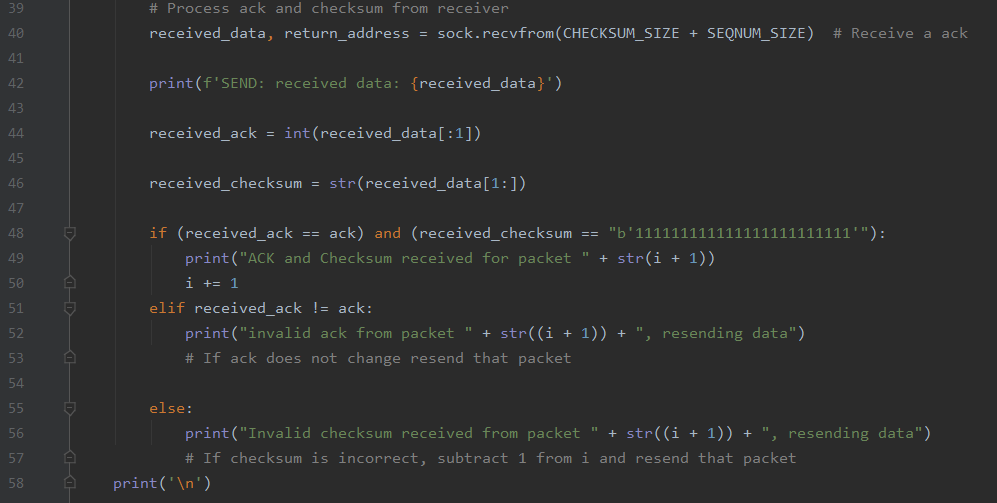 39 # Process ack and checksum from receiver
40 received_data, return_address = sock.recvfrom(CHECKSUM_SIZE + SEQNUM_SIZE)  # Receive a ack
41
42 print(f'SEND: received data: {received_data}')
43
44 received_ack = int(received_data[:1])
45
46 received_checksum = str(received_data[1:])
47
48 if (received_ack == ack) and (received_checksum == "b'111111111111111111111111'"):
49 print("ACK and Checksum received for packet " + str(i + 1))
50 i += 1
51 elif received_ack != ack:
52 print("invalid ack from packet " + str((i + 1)) + ", resending data")
53 # If ack does not change resend that packet
54
55 else:
56 print("Invalid checksum received from packet " + str((i + 1)) + ", resending data")
57 # If checksum is incorrect, subtract 1 from i and resend that packet
58 print('\n')